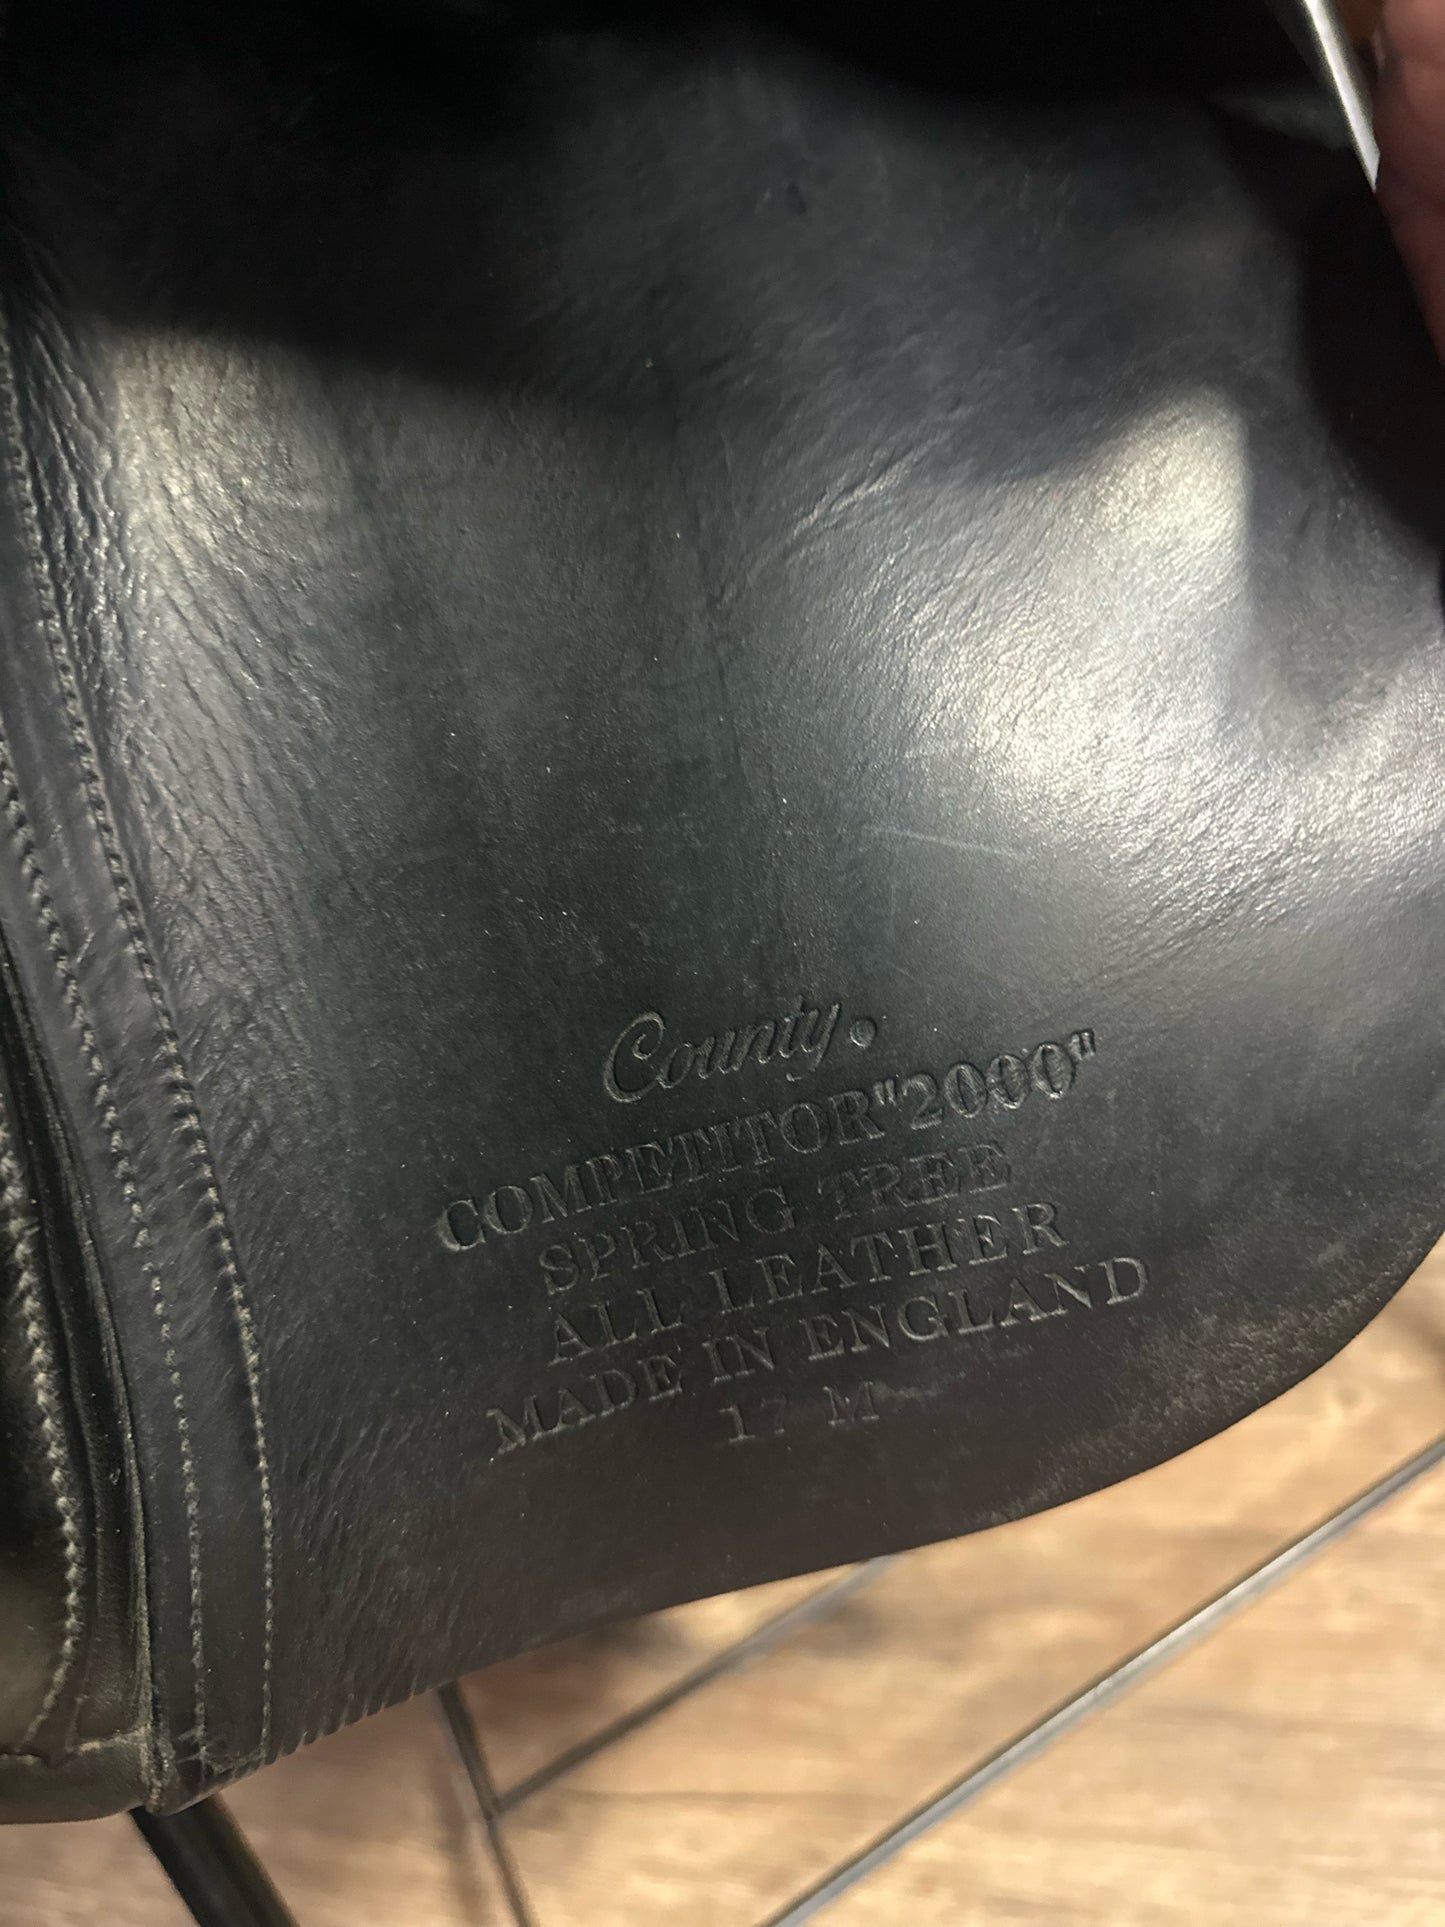 County®
COMPETITOR "2000"
SPRING TREE
ALL LEATHER
MADE IN ENGLAND
17 M